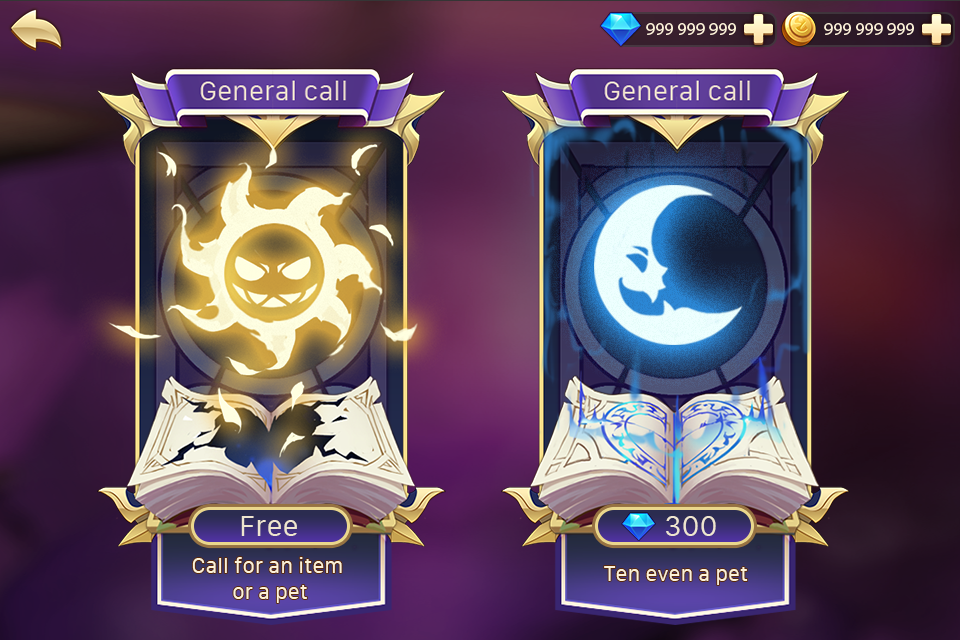 999 999 999
999 999 999
General call
General call
Free
300
Call for an item
or a pet
Ten even a pet